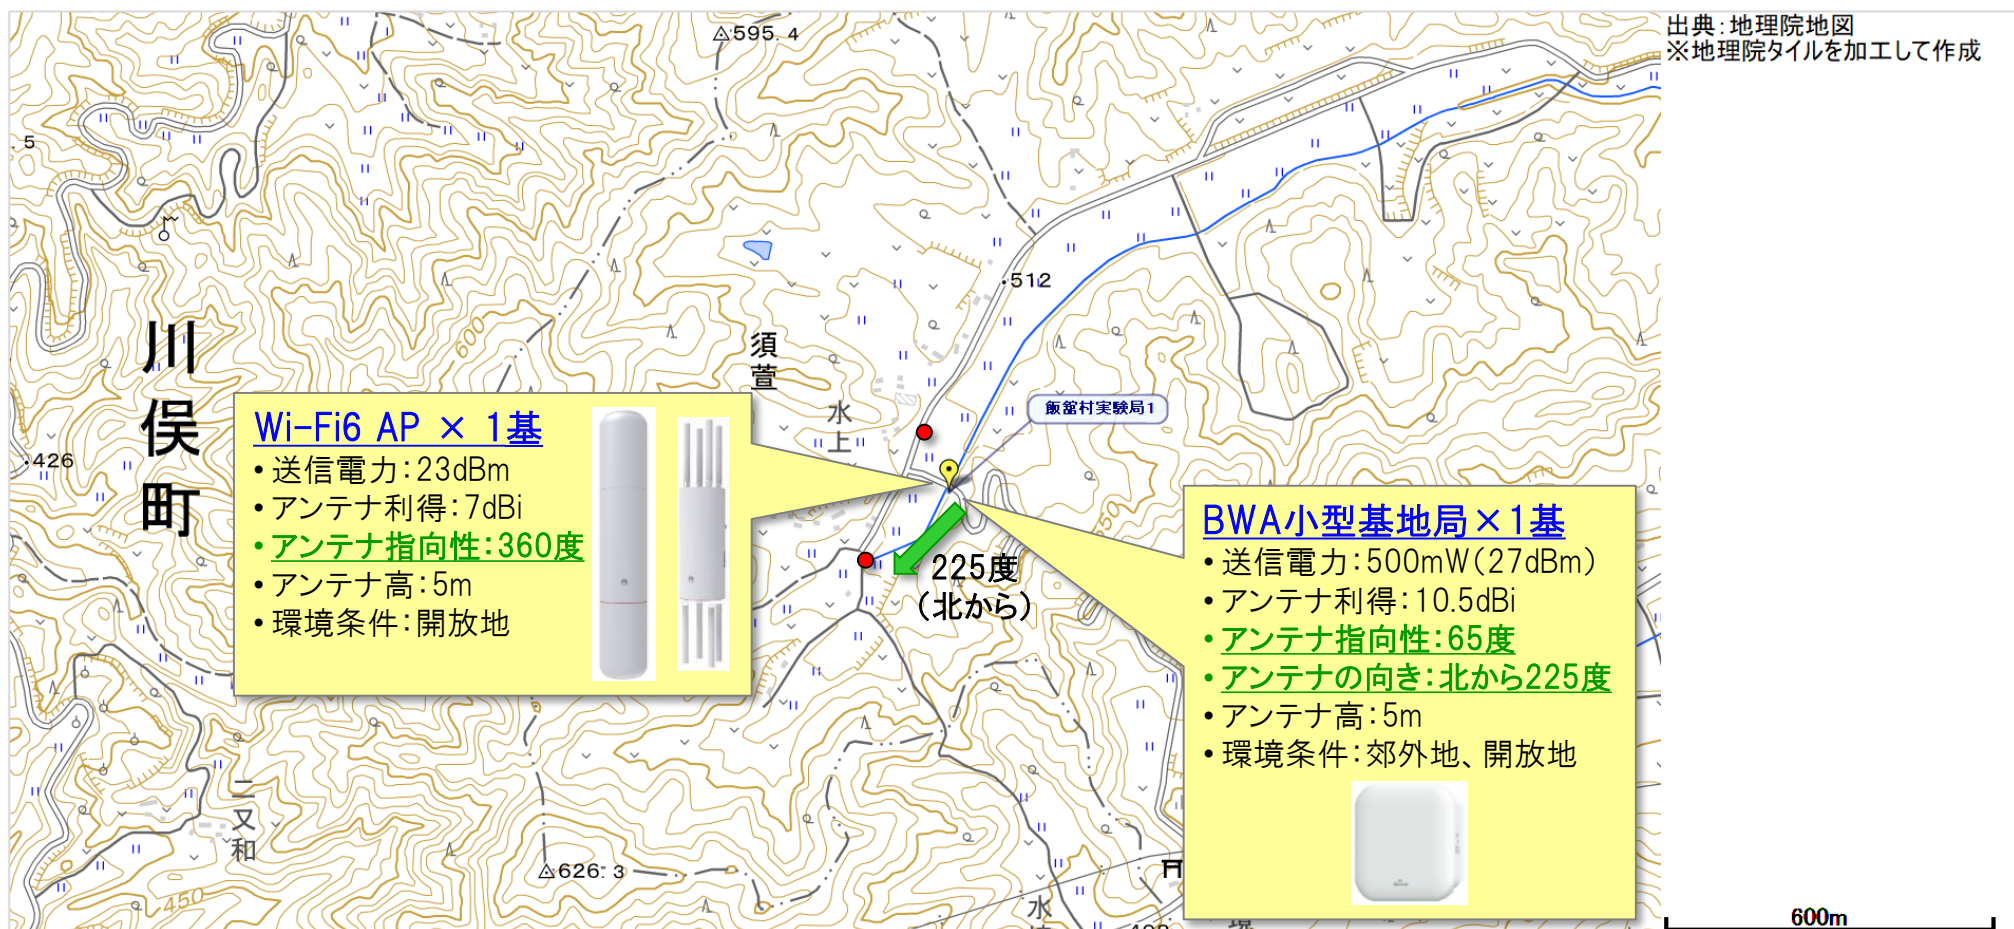 出典：地理院地図
※地理院タイルを加工して作成
595.4
5
512
600
川俣町
須萱
水上
426
飯舘村実験局1
Wi-Fi6 AP × 1基
• 送信電力：23dBm
• アンテナ利得：7dBi
• アンテナ指向性：360度
• アンテナ高：5m
• 環境条件：開放地
225度
（北から）
BWA小型基地局×1基
• 送信電力：500mW（27dBm）
• アンテナ利得：10.5dBi
• アンテナ指向性：65度
• アンテナの向き：北から225度
• アンテナ高：5m
• 環境条件：郊外地、開放地
二又和
626.3
450
水
600m